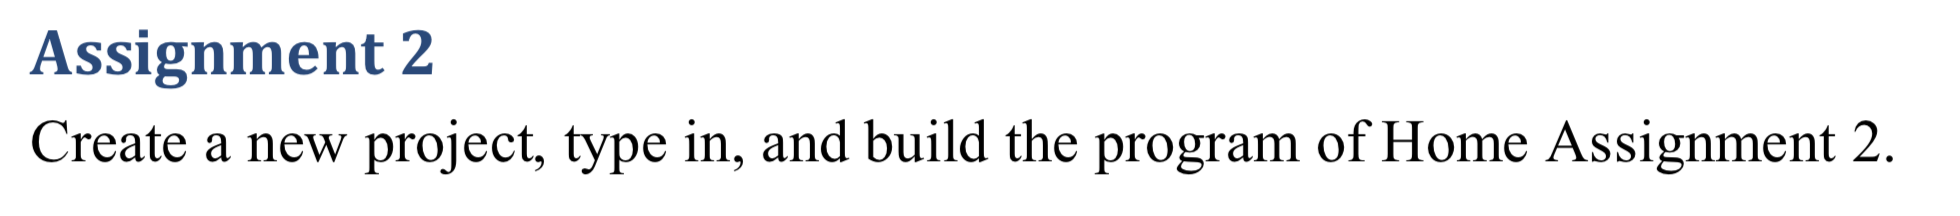 Assignment 2
Create a new project, type in, and build the program of Home Assignment 2.